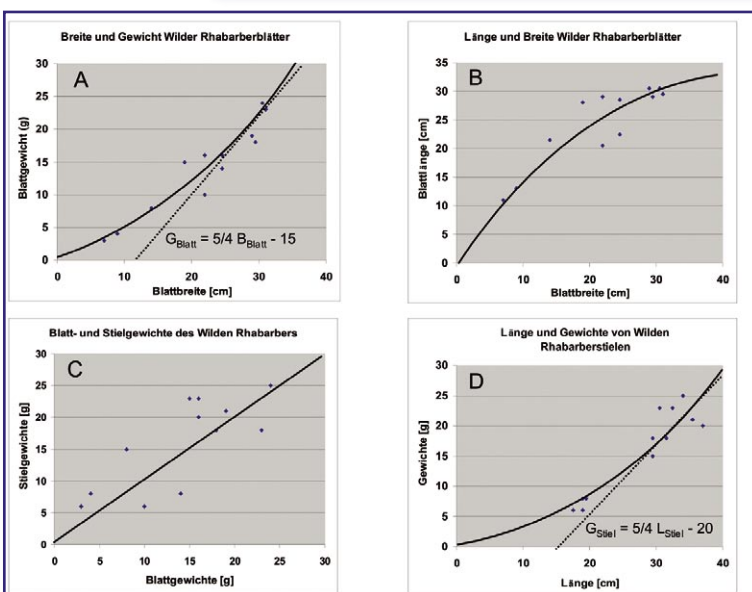 Breite und Gewicht Wilder Rhabarberblätter
A
Blattgewicht (g)
30
25
20
15
10
5
0
G_Blatt = 5/4 B_Blatt - 15
0 10 20 30 40
Blattbreite [cm]
Länge und Breite Wilder Rhabarberblätter
B
Blattlänge [cm]
35
30
25
20
15
10
5
0
0 10 20 30 40
Blattbreite [cm]
Blatt- und Stielgewichte des Wilden Rhabarbers
C
Stielgewichte [g]
30
25
20
15
10
5
0
0 10 20 30
Blattgewichte [g]
Länge und Gewichte von Wilden
Rhabarberstielen
D
Gewichte [g]
30
25
20
15
10
5
0
G_Stiel = 5/4 L_Stiel - 20
0 10 20 30 40
Länge [cm]